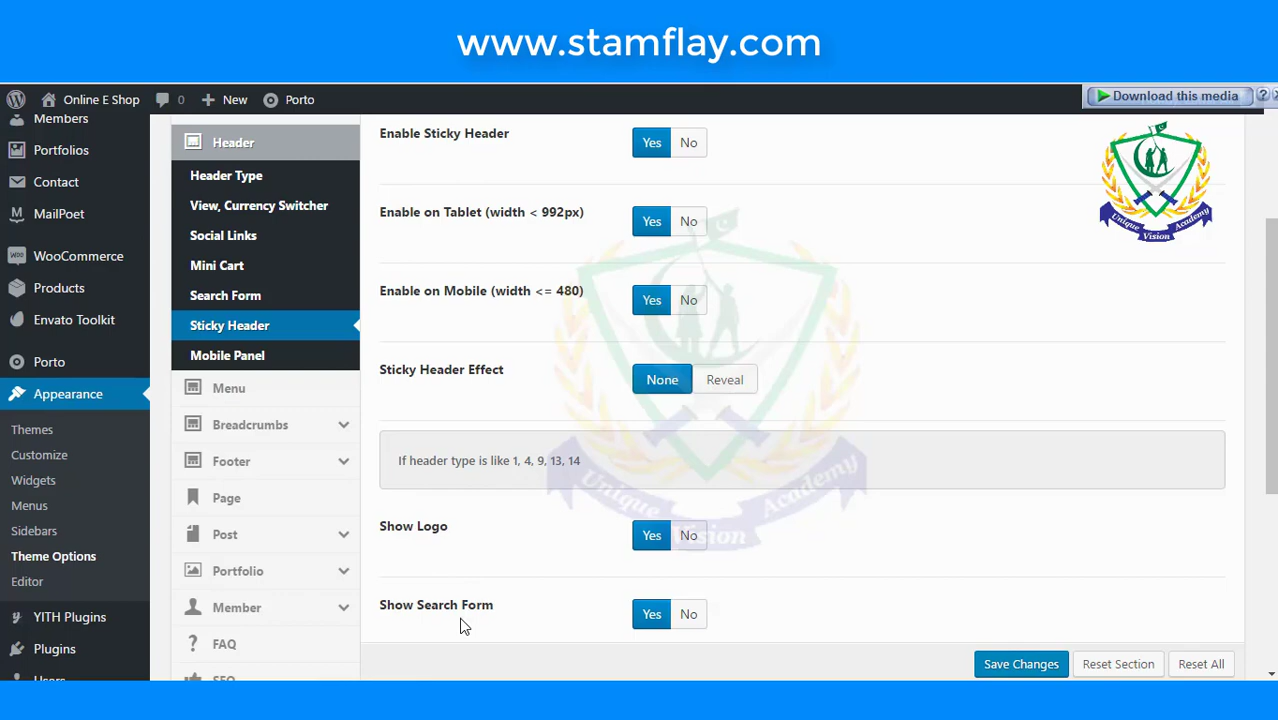 www.stamflay.com
Online E Shop 0 New Porto
Download this media ?
Members
Portfolios
Contact
MailPoet
WooCommerce
Products
Envato Toolkit
Porto
Appearance
Themes
Customize
Widgets
Menus
Sidebars
Theme Options
Editor
YITH Plugins
Plugins
Users
Header
Header Type
View, Currency Switcher
Social Links
Mini Cart
Search Form
Sticky Header
Mobile Panel
Menu
Breadcrumbs
Footer
Page
Post
Portfolio
Member
FAQ
SEO
Enable Sticky Header Yes No
Enable on Tablet (width < 992px) Yes No
Enable on Mobile (width <= 480) Yes No
Sticky Header Effect None Reveal
If header type is like 1, 4, 9, 13, 14
Show Logo Yes No
Show Search Form Yes No
Save Changes Reset Section Reset All
Unique Vision Academy
Unique Vision Academy